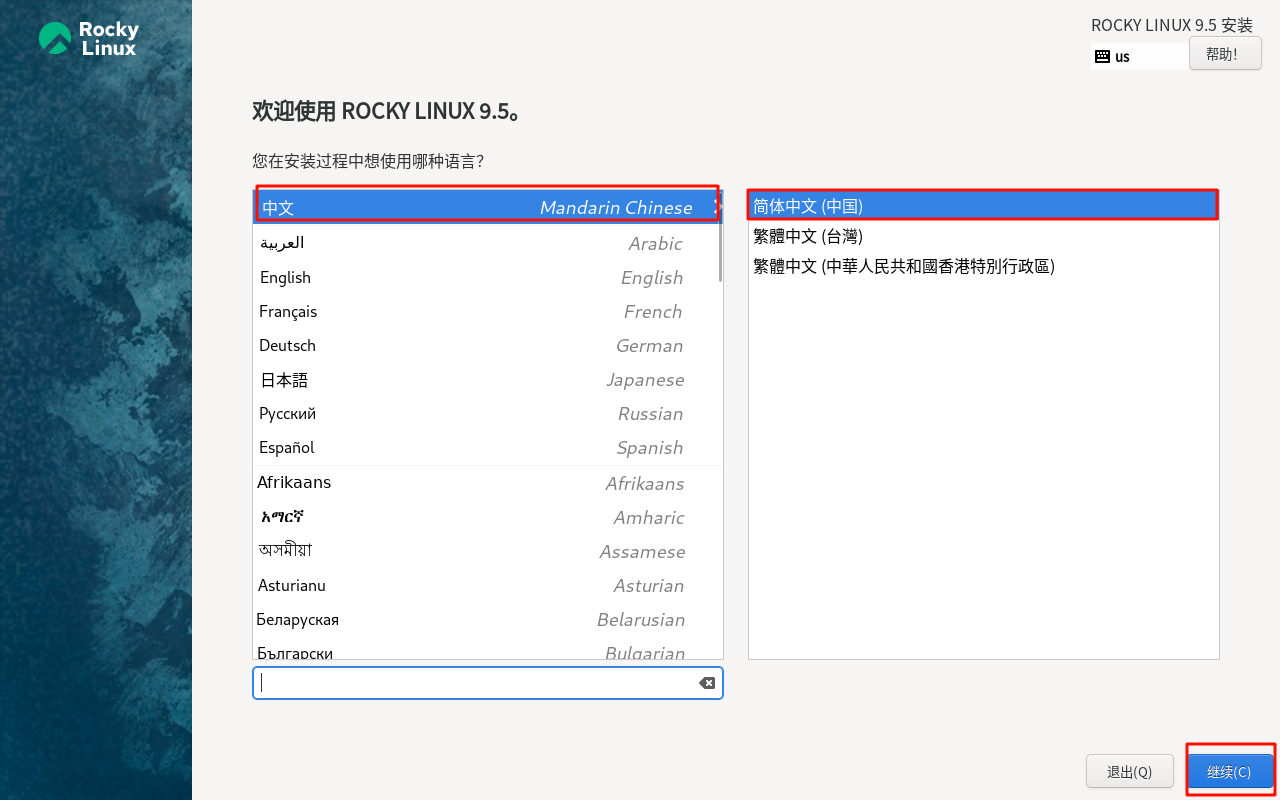 Rocky
Linux
ROCKY LINUX 9.5 安装
us
帮助!
欢迎使用 ROCKY LINUX 9.5。
您在安装过程中想使用哪种语言?
中文 Mandarin Chinese
العربية Arabic
English English
Français French
Deutsch German
日本語 Japanese
Русский Russian
Español Spanish
Afrikaans Afrikaans
አማርኛ Amharic
অসমীয়া Assamese
Asturianu Asturian
Беларуская Belarusian
Български Bulgarian
简体中文 (中国)
繁體中文 (台灣)
繁體中文 (中華人民共和國香港特別行政區)
退出(Q)
继续(C)